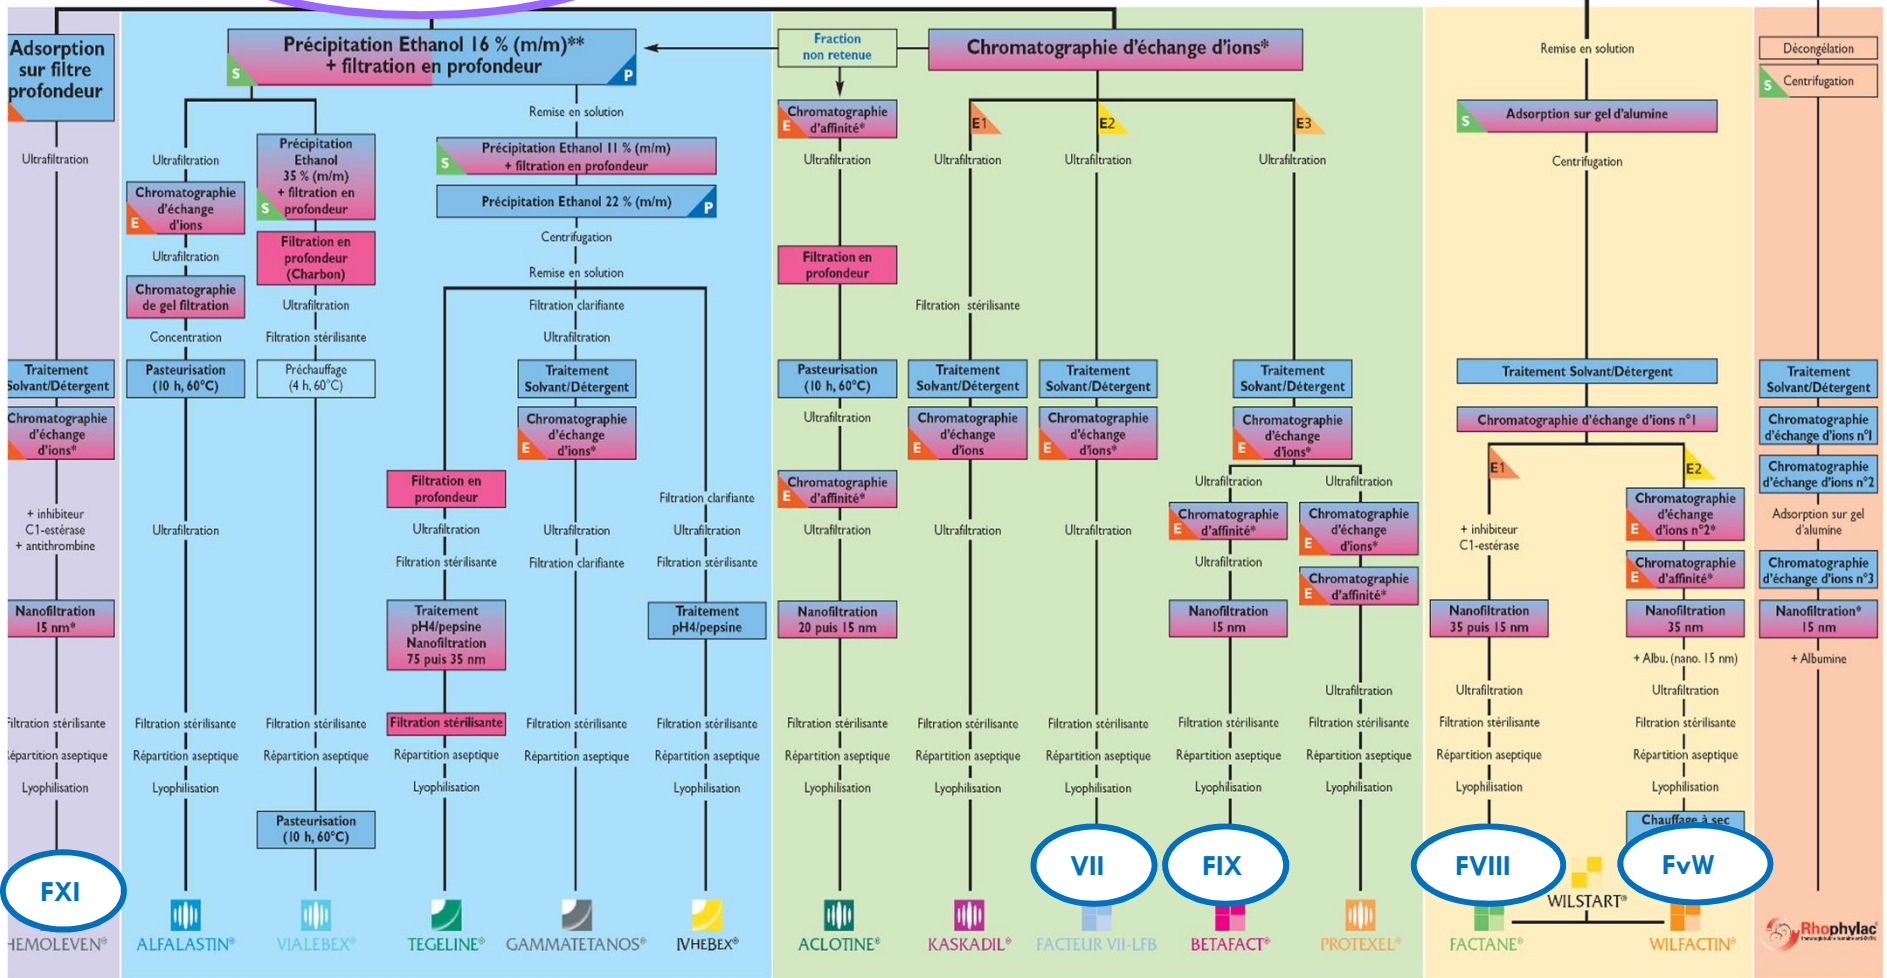 Adsorption
sur filtre
profondeur
Ultrafiltration
Traitement
Solvant/Détergent
Chromatographie
d'échange
d'ions*
+ inhibiteur
C1-estérase
+ antithrombine
Nanofiltration
15 nm*
Filtration stérilisante
Répartition aseptique
Lyophilisation
FXI
HEMOLEVEN®
Précipitation Ethanol 16 % (m/m)**
+ filtration en profondeur
S
P
Ultrafiltration
Chromatographie
d'échange
d'ions
E
Ultrafiltration
Chromatographie
de gel filtration
Concentration
Pasteurisation
(10 h, 60°C)
Ultrafiltration
Filtration stérilisante
Répartition aseptique
Lyophilisation
ALFALASTIN®
Précipitation
Ethanol
35 % (m/m)
+ filtration en
profondeur
S
Filtration en
profondeur
(Charbon)
Ultrafiltration
Filtration stérilisante
Préchauffage
(4 h, 60°C)
Filtration stérilisante
Répartition aseptique
Pasteurisation
(10 h, 60°C)
VIALEBEX®
Remise en solution
Précipitation Ethanol 11 % (m/m)
+ filtration en profondeur
S
Précipitation Ethanol 22 % (m/m)
P
Centrifugation
Remise en solution
Filtration en
profondeur
Ultrafiltration
Filtration stérilisante
Traitement
pH4/pepsine
Nanofiltration
75 puis 35 nm
Filtration stérilisante
Répartition aseptique
Lyophilisation
TEGELINE®
Filtration clarifiante
Ultrafiltration
Traitement
Solvant/Détergent
Chromatographie
d'échange
d'ions*
E
Ultrafiltration
Filtration clarifiante
Filtration stérilisante
Répartition aseptique
GAMMATETANOS®
Filtration clarifiante
Ultrafiltration
Filtration stérilisante
Traitement
pH4/pepsine
Filtration stérilisante
Répartition aseptique
Lyophilisation
IVHEBEX®
Fraction
non retenue
Chromatographie d'échange d'ions*
Chromatographie
d'affinité*
E
Ultrafiltration
Filtration en
profondeur
Pasteurisation
(10 h, 60°C)
Ultrafiltration
Chromatographie
d'affinité*
E
Ultrafiltration
Nanofiltration
20 puis 15 nm
Filtration stérilisante
Répartition aseptique
Lyophilisation
ACLOTINE®
E1
Ultrafiltration
Filtration stérilisante
Traitement
Solvant/Détergent
Chromatographie
d'échange
d'ions
E
Ultrafiltration
Filtration stérilisante
Répartition aseptique
Lyophilisation
KASKADIL®
E2
Ultrafiltration
Traitement
Solvant/Détergent
Chromatographie
d'échange
d'ions*
E
Ultrafiltration
Filtration stérilisante
Répartition aseptique
Lyophilisation
VII
FACTEUR VII-LFB
E3
Ultrafiltration
Traitement
Solvant/Détergent
Chromatographie
d'échange
d'ions*
E
Ultrafiltration
Chromatographie
d'affinité*
E
Ultrafiltration
Nanofiltration
15 nm
Filtration stérilisante
Répartition aseptique
Lyophilisation
FIX
BETAFACT®
Ultrafiltration
Chromatographie
d'échange
d'ions*
E
Chromatographie
d'affinité*
E
Ultrafiltration
Filtration stérilisante
Répartition aseptique
Lyophilisation
PROTEXEL®
Remise en solution
Adsorption sur gel d'alumine
S
Centrifugation
Traitement Solvant/Détergent
Chromatographie d'échange d'ions n°1
E1
+ inhibiteur
C1-estérase
Nanofiltration
35 puis 15 nm
Ultrafiltration
Filtration stérilisante
Répartition aseptique
Lyophilisation
FVIII
FACTANE®
WILSTART®
E2
Chromatographie
d'échange
d'ions n°2*
E
Chromatographie
d'affinité*
E
Nanofiltration
35 nm
+ Albu. (nano. 15 nm)
Ultrafiltration
Filtration stérilisante
Répartition aseptique
Lyophilisation
Chauffage à sec
FvW
WILFACTIN®
Décongélation
Centrifugation
S
Traitement
Solvant/Détergent
Chromatographie
d'échange d'ions n°1
Chromatographie
d'échange d'ions n°2
Adsorption sur gel
d'alumine
Chromatographie
d'échange d'ions n°3
Nanofiltration*
15 nm
+ Albumine
Rhophylac®